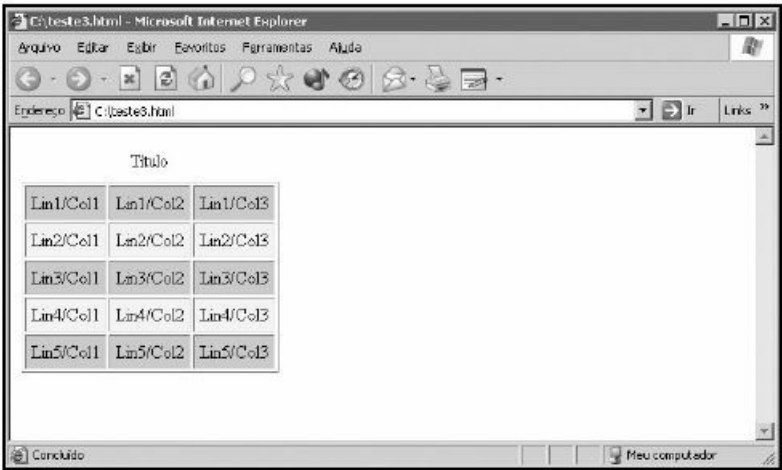 C:\teste3.html - Microsoft Internet Explorer
Arquivo Editar Exibir Favoritos Ferramentas Ajuda
Endereço C:\teste3.html Ir Links »
Título
Lin1/Col1 Lin1/Col2 Lin1/Col3
Lin2/Col1 Lin2/Col2 Lin2/Col3
Lin3/Col1 Lin3/Col2 Lin3/Col3
Lin4/Col1 Lin4/Col2 Lin4/Col3
Lin5/Col1 Lin5/Col2 Lin5/Col3
Concluído Meu computador